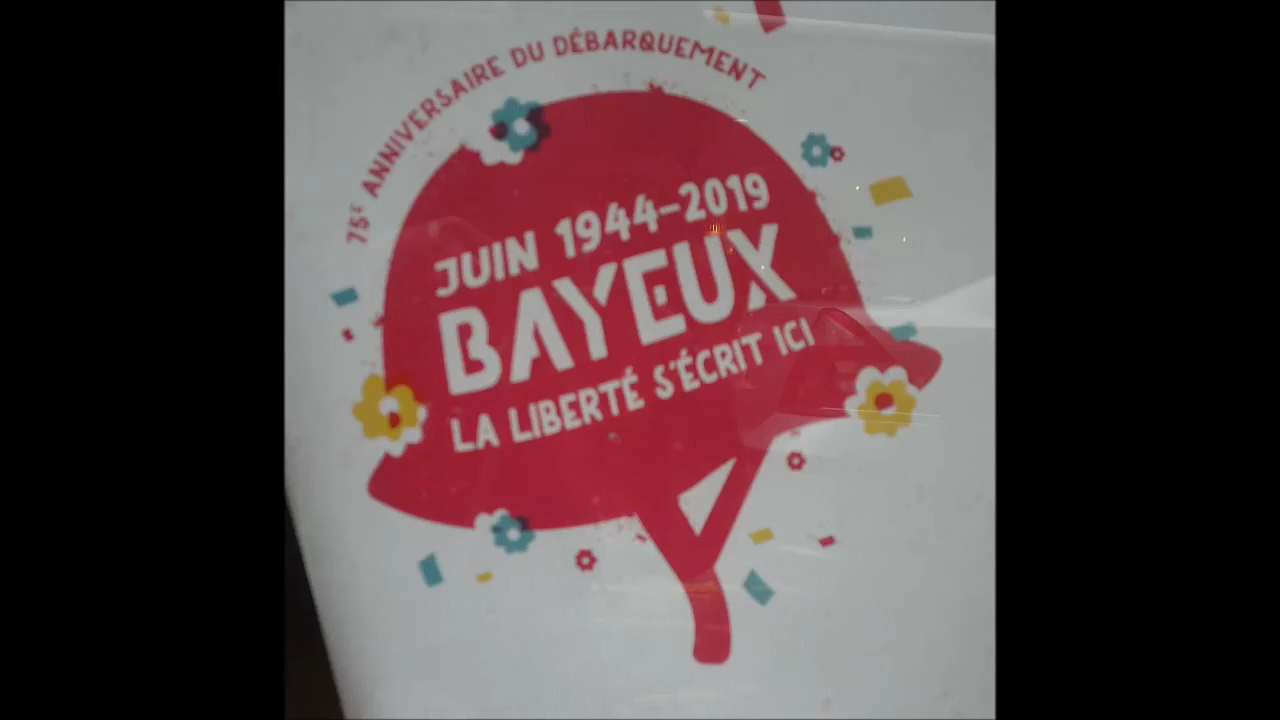 75E ANNIVERSAIRE DU DÉBARQUEMENT
JUIN 1944-2019
BAYEUX
LA LIBERTÉ S'ÉCRIT ICI